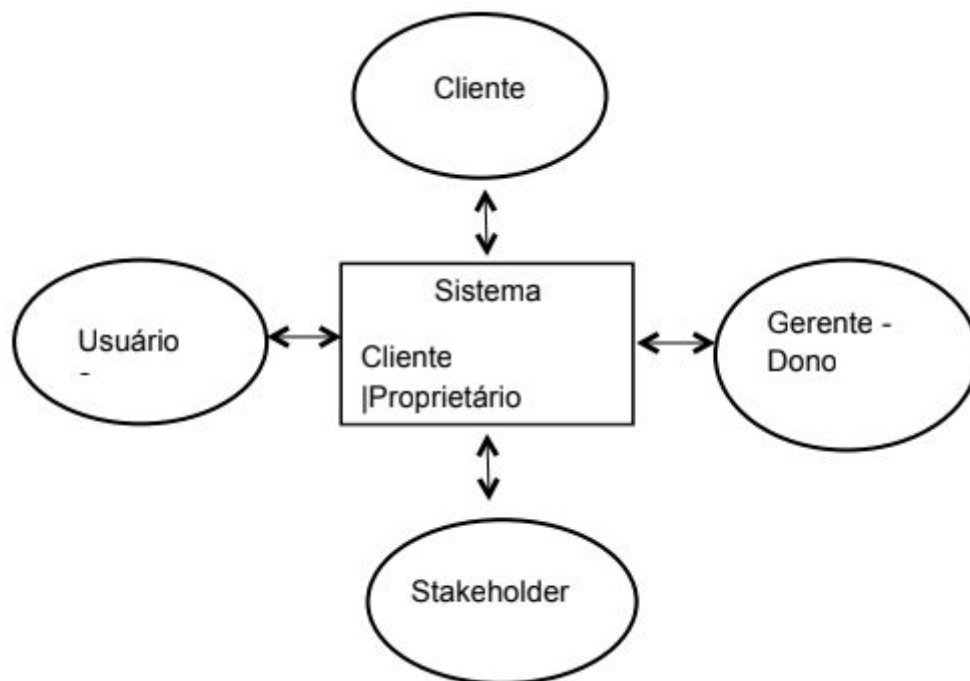 Cliente
Sistema
Cliente
|Proprietário
Usuário
-
Gerente -
Dono
Stakeholder